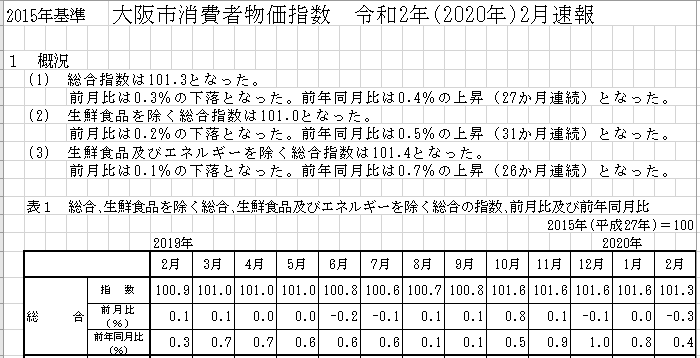 2015年基準 大阪市消費者物価指数 令和2年(2020年)2月速報
1 概況
(1) 総合指数は101.3となった。
前月比は0.3%の下落となった。前年同月比は0.4%の上昇（27か月連続）となった。
(2) 生鮮食品を除く総合指数は101.0となった。
前月比は0.2%の下落となった。前年同月比は0.5%の上昇（31か月連続）となった。
(3) 生鮮食品及びエネルギーを除く総合指数は101.4となった。
前月比は0.1%の下落となった。前年同月比は0.7%の上昇（26か月連続）となった。
表1 総合、生鮮食品を除く総合、生鮮食品及びエネルギーを除く総合の指数、前月比及び前年同月比
2015年(平成27年)＝100
2019年 2020年
2月 3月 4月 5月 6月 7月 8月 9月 10月 11月 12月 1月 2月
指 数 100.9 101.0 101.0 101.0 100.8 100.6 100.7 100.8 101.6 101.6 101.6 101.6 101.3
総 合 前月比 (%) 0.1 0.1 0.0 0.0 -0.2 -0.1 0.1 0.1 0.8 0.1 -0.1 0.0 -0.3
前年同月比 (%) 0.3 0.7 0.7 0.6 0.6 0.6 0.1 0.1 0.5 0.9 1.0 0.8 0.4